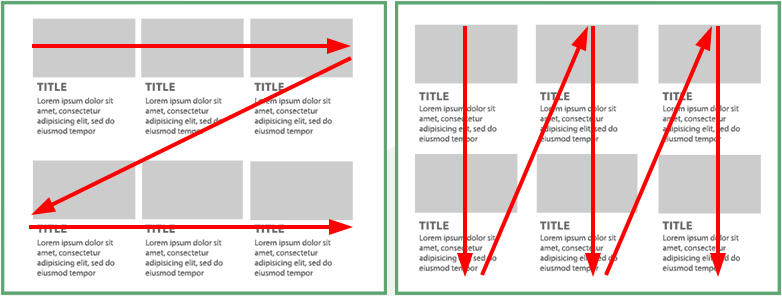 TITLE
Lorem ipsum dolor sit
amet, consectetur
adipisicing elit, sed do
eiusmod tempor
TITLE
Lorem ipsum dolor sit
amet, consectetur
adipisicing elit, sed do
eiusmod tempor
TITLE
Lorem ipsum dolor sit
amet, consectetur
adipisicing elit, sed do
eiusmod tempor
TITLE
Lorem ipsum dolor sit
amet, consectetur
adipisicing elit, sed do
eiusmod tempor
TITLE
Lorem ipsum dolor sit
amet, consectetur
adipisicing elit, sed do
eiusmod tempor
TITLE
Lorem ipsum dolor sit
amet, consectetur
adipisicing elit, sed do
eiusmod tempor
TITLE
Lorem ipsum dolor sit
amet, consectetur
adipisicing elit, sed do
eiusmod tempor
TITLE
Lorem ipsum dolor sit
amet, consectetur
adipisicing elit, sed do
eiusmod tempor
TITLE
Lorem ipsum dolor sit
amet, consectetur
adipisicing elit, sed do
eiusmod tempor
TITLE
Lorem ipsum dolor sit
amet, consectetur
adipisicing elit, sed do
eiusmod tempor
TITLE
Lorem ipsum dolor sit
amet, consectetur
adipisicing elit, sed do
eiusmod tempor
TITLE
Lorem ipsum dolor sit
amet, consectetur
adipisicing elit, sed do
eiusmod tempor